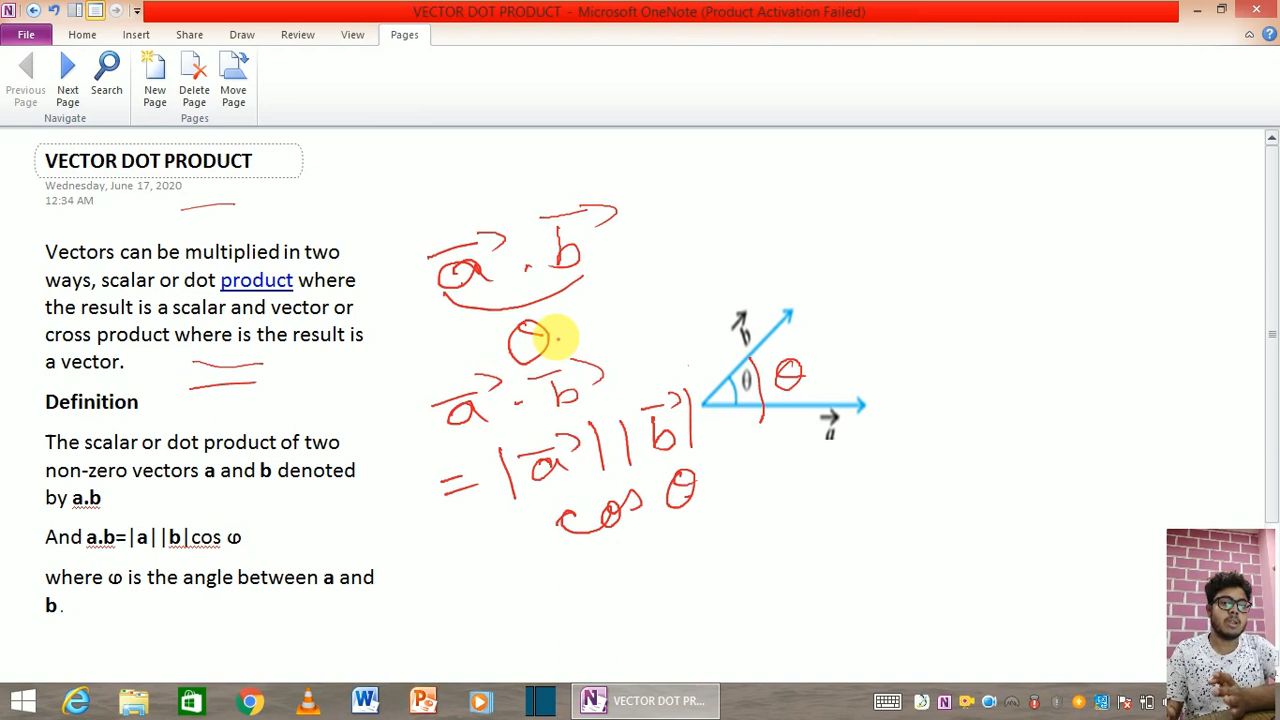 VECTOR DOT PRODUCT - Microsoft OneNote (Product Activation Failed)
File Home Insert Share Draw Review View Pages
Previous Page Next Page Search New Page Delete Pages Move Page
Navigate Pages
VECTOR DOT PRODUCT
Wednesday, June 17, 2020
12:34 AM
Vectors can be multiplied in two
ways, scalar or dot product where
the result is a scalar and vector or
cross product where is the result is
a vector.
Definition
The scalar or dot product of two
non-zero vectors a and b denoted
by a.b
And a.b=|a||b|cos φ
where φ is the angle between a and
b .
a⃗ . b⃗
θ
a⃗ . b⃗
= |a⃗| |b⃗|
cos θ
b⃗
θ θ
a⃗
VECTOR DOT PR...